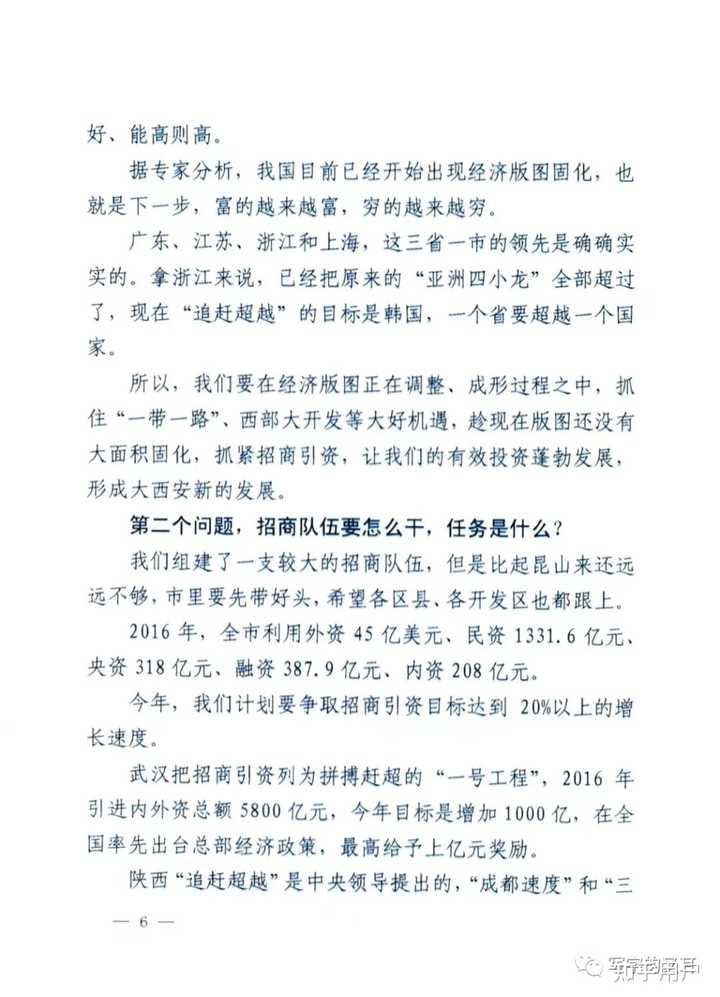 好、能高则高。
据专家分析，我国目前已经开始出现经济版图固化，也
就是下一步，富的越来越富，穷的越来越穷。
广东、江苏、浙江和上海，这三省一市的领先是确确实
实的。拿浙江来说，已经把原来的“亚洲四小龙”全部超过
了，现在“追赶超越”的目标是韩国，一个省要超越一个国
家。
所以，我们要在经济版图正在调整、成形过程之中，抓
住“一带一路”、西部大开发等大好机遇，趁现在版图还没有
大面积固化，抓紧招商引资，让我们的有效投资蓬勃发展，
形成大西安新的发展。
第二个问题，招商队伍要怎么干，任务是什么？
我们组建了一支较大的招商队伍，但是比起昆山来还远
远不够，市里要先带好头，希望各区县、各开发区也都跟上。
2016 年，全市利用外资 45 亿美元、民资 1331.6 亿元、
央资 318 亿元、融资 387.9 亿元、内资 208 亿元。
今年，我们计划要争取招商引资目标达到 20%以上的增
长速度。
武汉把招商引资列为拼搏赶超的“一号工程”，2016 年
引进内外资总额 5800 亿元，今年目标是增加 1000 亿，在全
国率先出台总部经济政策，最高给予上亿元奖励。
陕西“追赶超越”是中央领导提出的，“成都速度”和“三
— 6 —
知乎用户